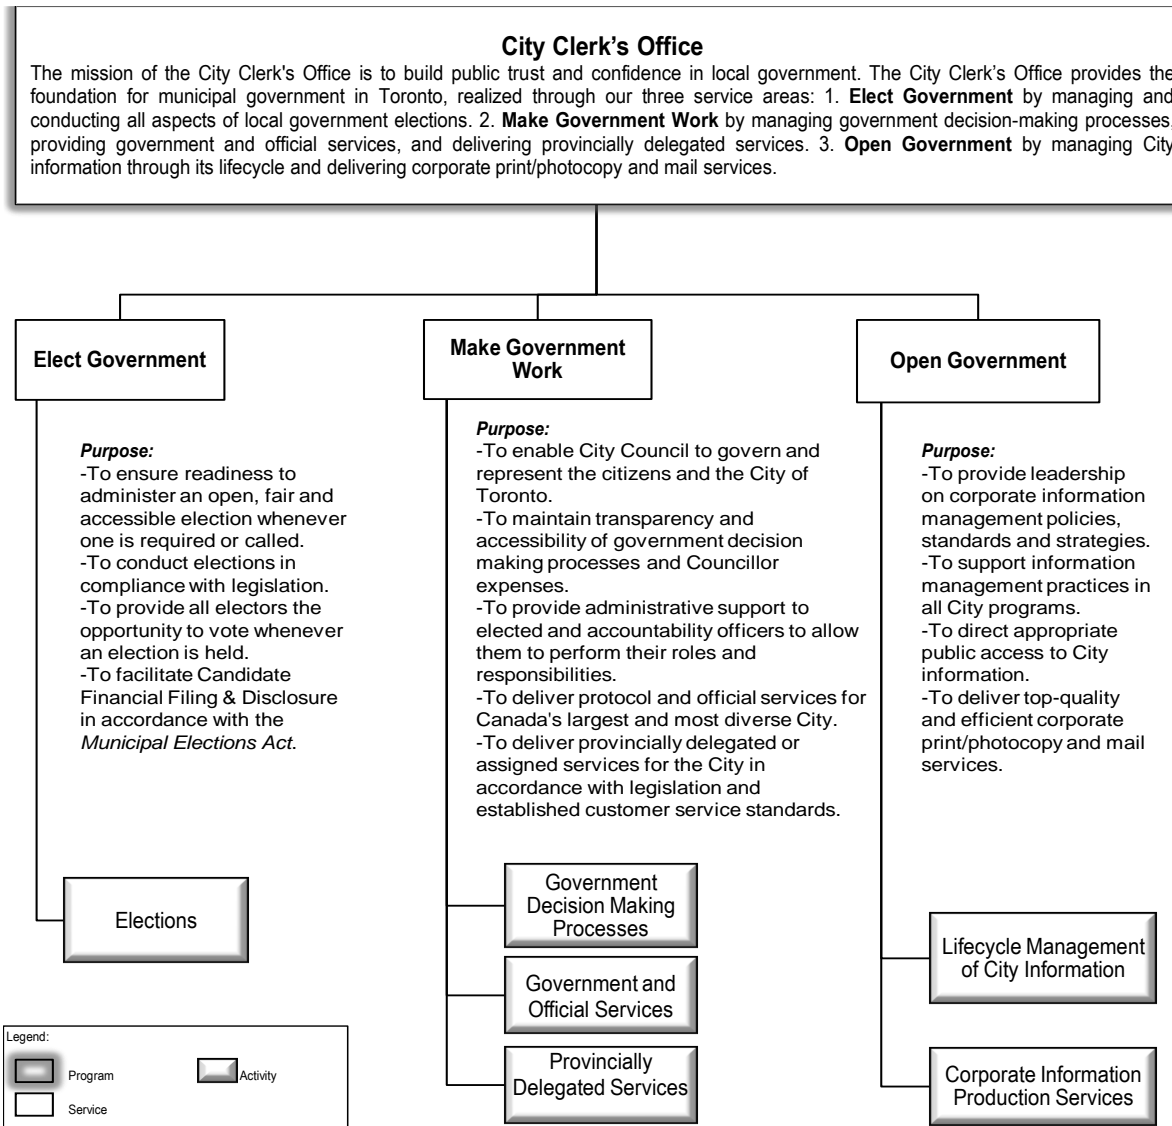 City Clerk's Office
The mission of the City Clerk's Office is to build public trust and confidence in local government. The City Clerk's Office provides the
foundation for municipal government in Toronto, realized through our three service areas: 1. Elect Government by managing and
conducting all aspects of local government elections. 2. Make Government Work by managing government decision-making processes,
providing government and official services, and delivering provincially delegated services. 3. Open Government by managing City
information through its lifecycle and delivering corporate print/photocopy and mail services.
Elect Government
Purpose:
-To ensure readiness to
administer an open, fair and
accessible election whenever
one is required or called.
-To conduct elections in
compliance with legislation.
-To provide all electors the
opportunity to vote whenever
an election is held.
-To facilitate Candidate
Financial Filing & Disclosure
in accordance with the
Municipal Elections Act.
Elections
Make Government
Work
Purpose:
-To enable City Council to govern and
represent the citizens and the City of
Toronto.
-To maintain transparency and
accessibility of government decision
making processes and Councillor
expenses.
-To provide administrative support to
elected and accountability officers to allow
them to perform their roles and
responsibilities.
-To deliver protocol and official services for
Canada's largest and most diverse City.
-To deliver provincially delegated or
assigned services for the City in
accordance with legislation and
established customer service standards.
Government
Decision Making
Processes
Government and
Official Services
Provincially
Delegated Services
Open Government
Purpose:
-To provide leadership
on corporate information
management policies,
standards and strategies.
-To support information
management practices in
all City programs.
-To direct appropriate
public access to City
information.
-To deliver top-quality
and efficient corporate
print/photocopy and mail
services.
Lifecycle Management
of City Information
Corporate Information
Production Services
Legend:
Program
Activity
Service